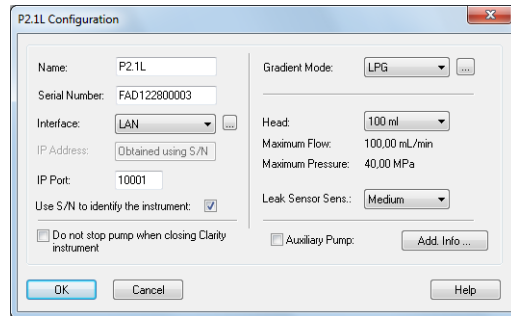 P2.1L Configuration
Name: P2.1L
Serial Number: FAD122800003
Interface: LAN ...
IP Address: Obtained using S/N
IP Port: 10001
Use S/N to identify the instrument:
Do not stop pump when closing Clarity
instrument
Gradient Mode: LPG ...
Head: 100 ml
Maximum Flow: 100,00 mL/min
Maximum Pressure: 40,00 MPa
Leak Sensor Sens.: Medium
Auxiliary Pump: Add. Info ...
OK Cancel Help